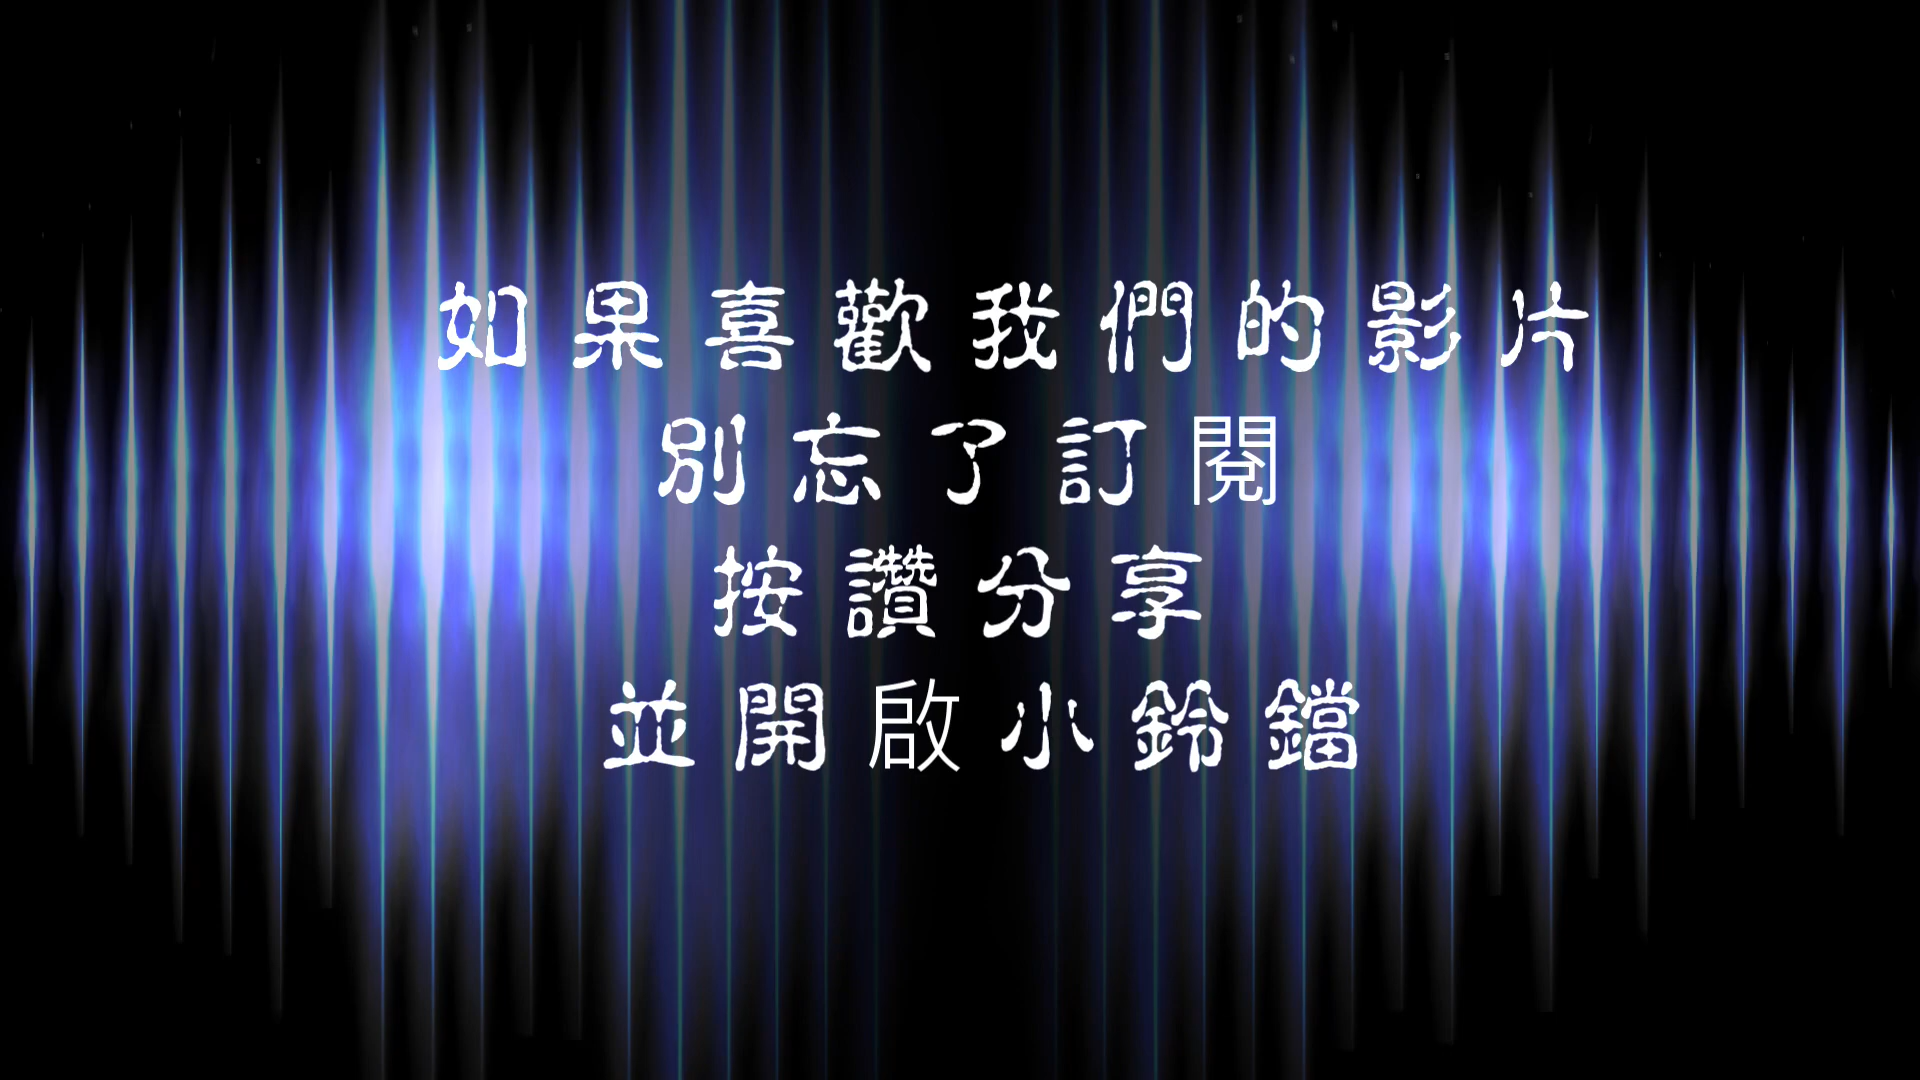 如果喜歡我們的影片
別忘了訂閱
按讚分享
並開啟小鈴鐺